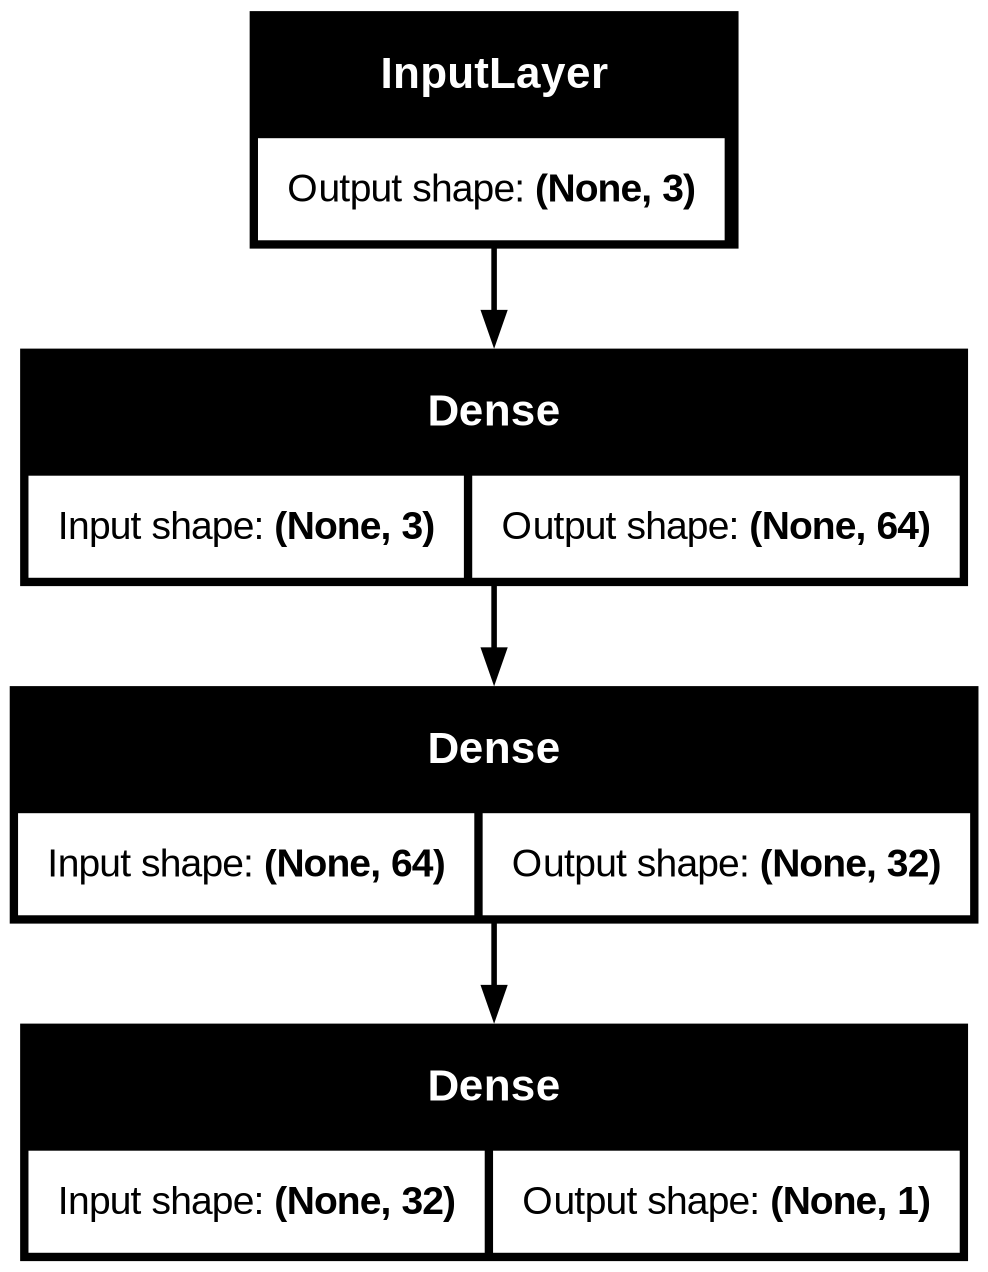 InputLayer
Output shape: (None, 3)
Dense
Input shape: (None, 3) Output shape: (None, 64)
Dense
Input shape: (None, 64) Output shape: (None, 32)
Dense
Input shape: (None, 32) Output shape: (None, 1)